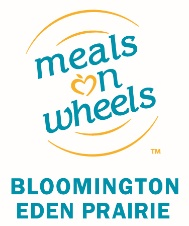 meals
on
wheels
TM
BLOOMINGTON
EDEN PRAIRIE